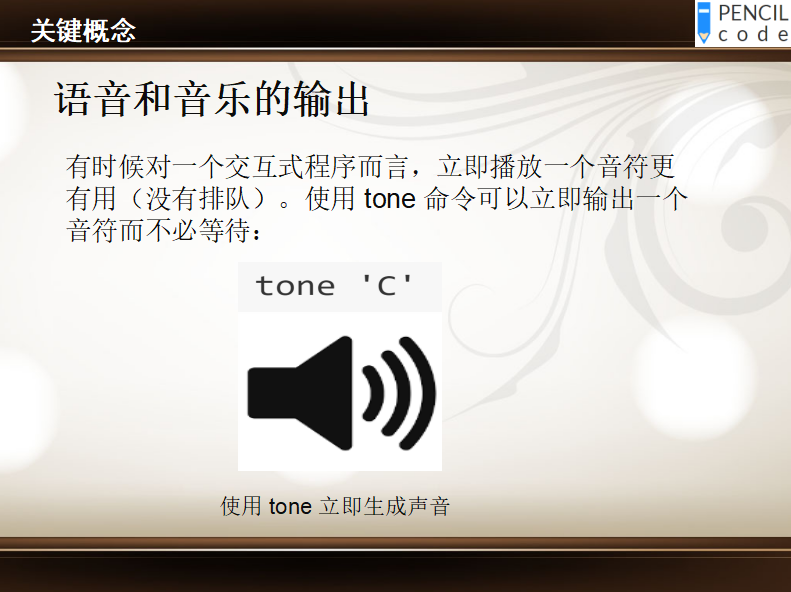 关键概念
PENCIL
code
语音和音乐的输出
有时候对一个交互式程序而言，立即播放一个音符更
有用（没有排队）。使用 tone 命令可以立即输出一个
音符而不必等待：
tone 'C'
使用 tone 立即生成声音